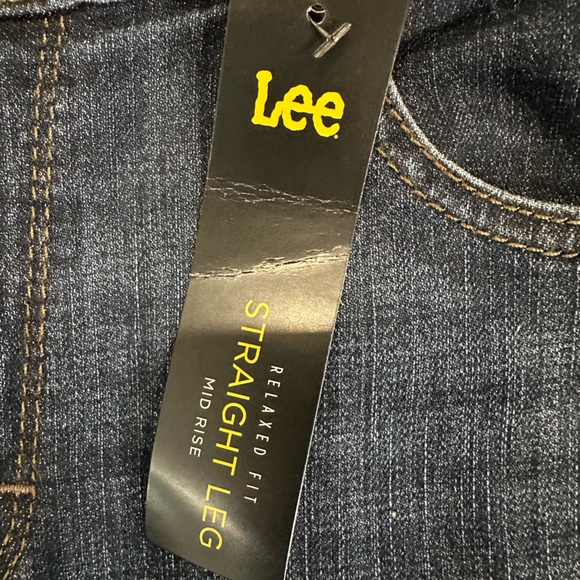 Lee
RELAXED FIT
STRAIGHT LEG
MID RISE